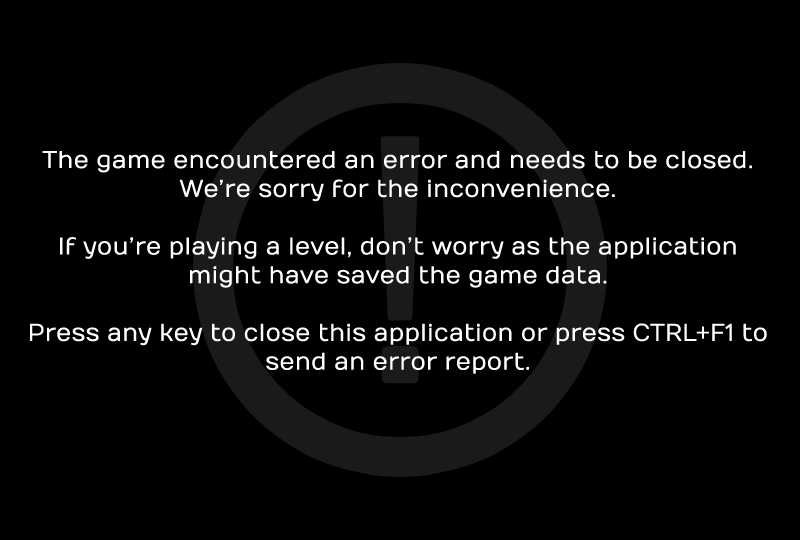 The game encountered an error and needs to be closed.
We’re sorry for the inconvenience.
If you’re playing a level, don’t worry as the application
might have saved the game data.
Press any key to close this application or press CTRL+F1 to
send an error report.